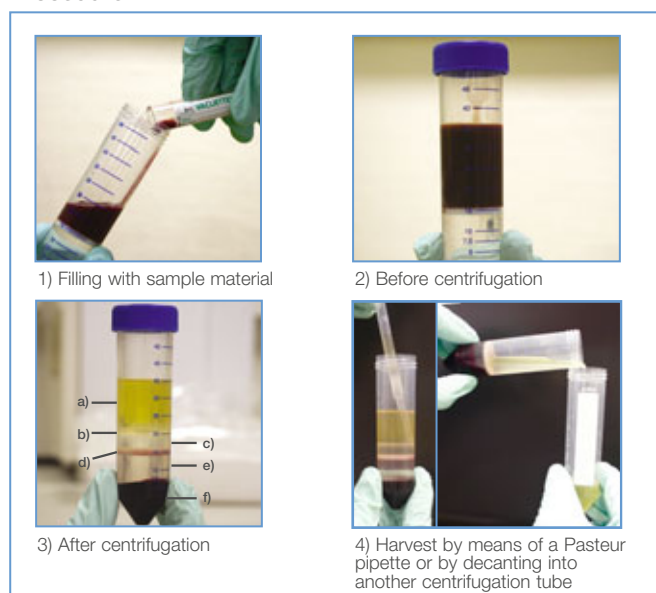 VACUETTE
1) Filling with sample material
2) Before centrifugation
a)
b)
c)
d)
e)
f)
3) After centrifugation
4) Harvest by means of a Pasteur
pipette or by decanting into
another centrifugation tube